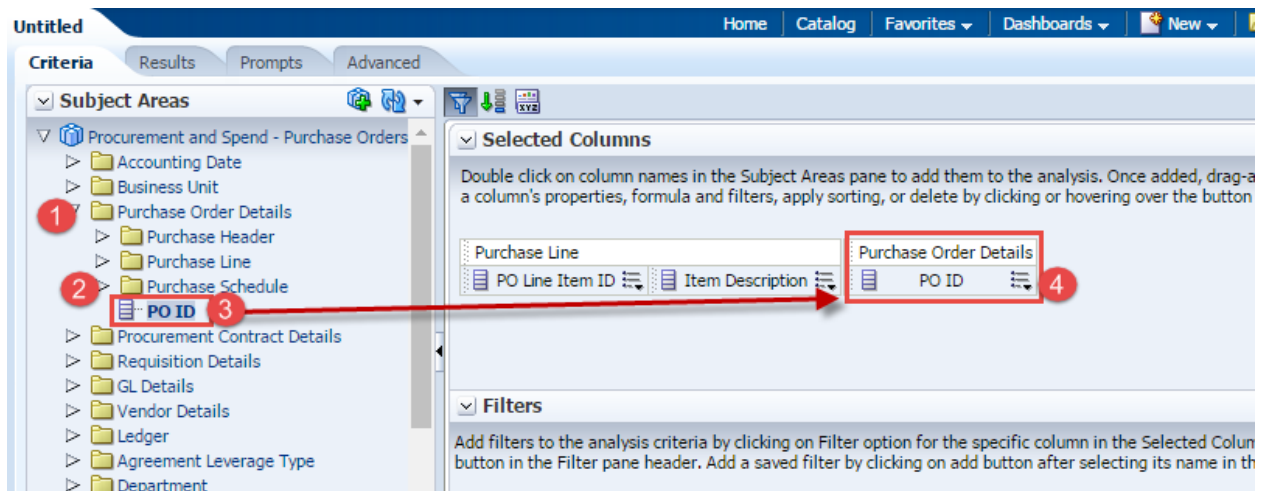 Untitled
Home Catalog Favorites Dashboards New
Criteria Results Prompts Advanced
Subject Areas
Procurement and Spend - Purchase Orders
Accounting Date
Business Unit
1 Purchase Order Details
Purchase Header
Purchase Line
2 Purchase Schedule
PO ID 3
Procurement Contract Details
Requisition Details
GL Details
Vendor Details
Ledger
Agreement Leverage Type
Department
XYZ
Selected Columns
Double click on column names in the Subject Areas pane to add them to the analysis. Once added, drag-a
a column's properties, formula and filters, apply sorting, or delete by clicking or hovering over the button
Purchase Line Purchase Order Details
PO Line Item ID Item Description PO ID 4
Filters
Add filters to the analysis criteria by clicking on Filter option for the specific column in the Selected Colum
button in the Filter pane header. Add a saved filter by clicking on add button after selecting its name in th